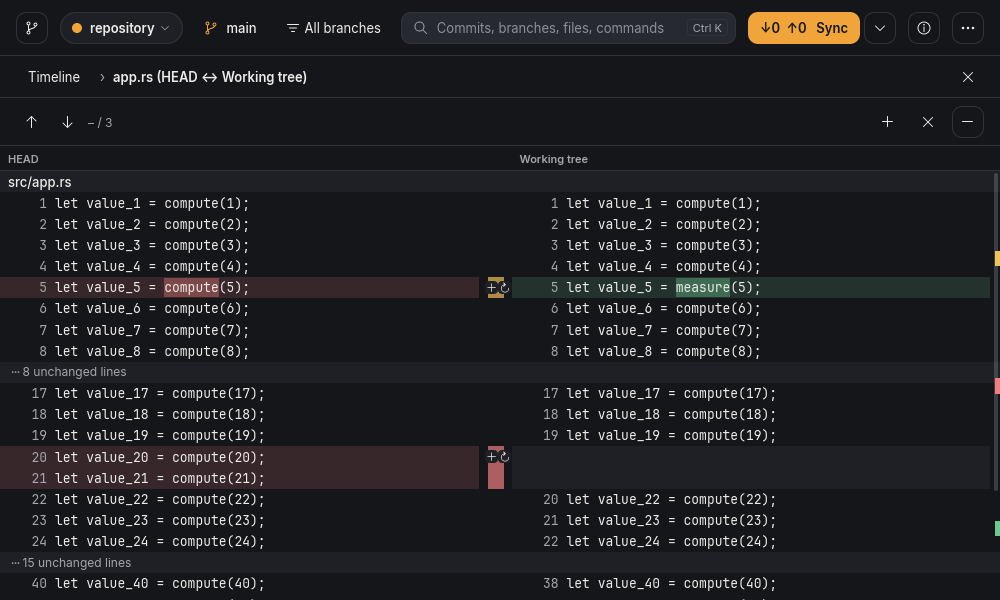 repository main All branches Commits, branches, files, commands Ctrl K ↓0 ↑0 Sync
Timeline › app.rs (HEAD ↔ Working tree)
– / 3
HEAD Working tree
src/app.rs
1 let value_1 = compute(1); 1 let value_1 = compute(1);
2 let value_2 = compute(2); 2 let value_2 = compute(2);
3 let value_3 = compute(3); 3 let value_3 = compute(3);
4 let value_4 = compute(4); 4 let value_4 = compute(4);
5 let value_5 = compute(5); 5 let value_5 = measure(5);
6 let value_6 = compute(6); 6 let value_6 = compute(6);
7 let value_7 = compute(7); 7 let value_7 = compute(7);
8 let value_8 = compute(8); 8 let value_8 = compute(8);
··· 8 unchanged lines
17 let value_17 = compute(17); 17 let value_17 = compute(17);
18 let value_18 = compute(18); 18 let value_18 = compute(18);
19 let value_19 = compute(19); 19 let value_19 = compute(19);
20 let value_20 = compute(20);
21 let value_21 = compute(21);
22 let value_22 = compute(22); 20 let value_22 = compute(22);
23 let value_23 = compute(23); 21 let value_23 = compute(23);
24 let value_24 = compute(24); 22 let value_24 = compute(24);
··· 15 unchanged lines
40 let value_40 = compute(40); 38 let value_40 = compute(40);